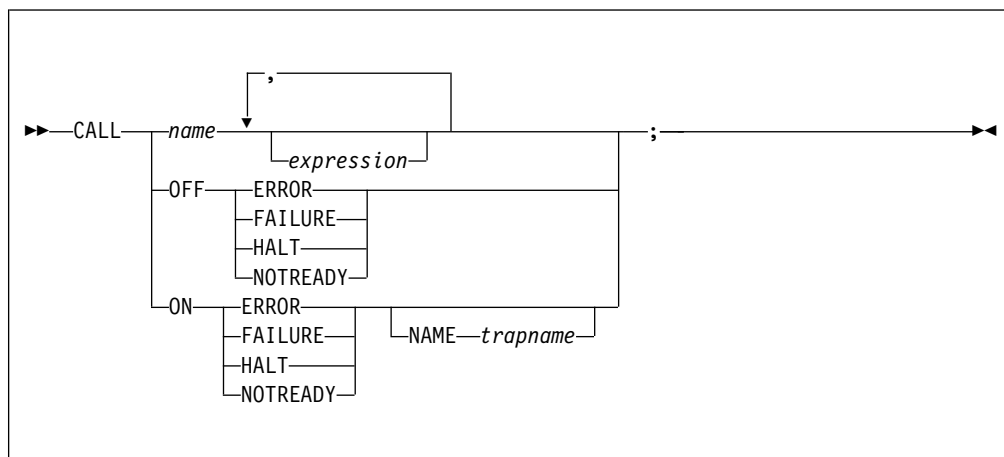 ,
CALL name ;
expression
OFF ERROR
FAILURE
HALT
NOTREADY
ON ERROR
FAILURE NAME trapname
HALT
NOTREADY